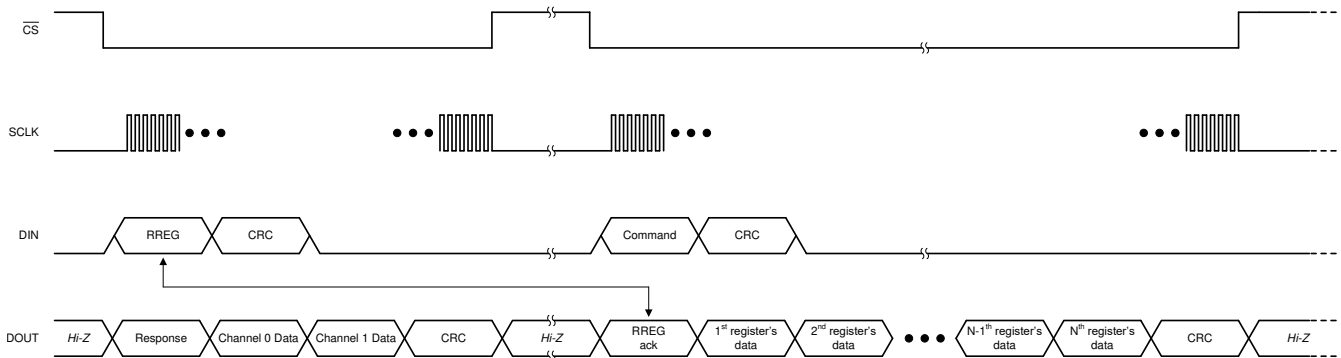 CS
SCLK
DIN
RREG
CRC
Command
CRC
DOUT
Hi-Z
Response
Channel 0 Data
Channel 1 Data
CRC
Hi-Z
RREG
ack
1st register's
data
2nd register's
data
N-1th register's
data
Nth register's
data
CRC
Hi-Z